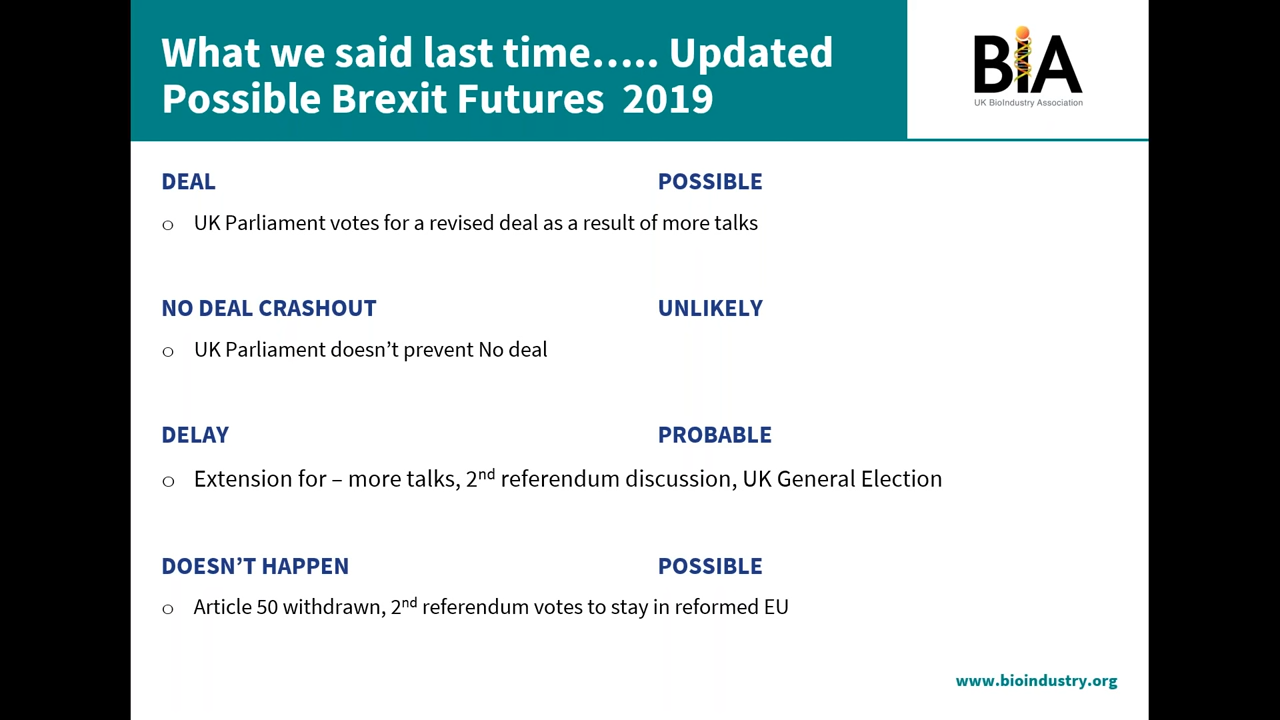 What we said last time….. Updated
Possible Brexit Futures 2019
BIA
UK BioIndustry Association
DEAL POSSIBLE
o UK Parliament votes for a revised deal as a result of more talks
NO DEAL CRASHOUT UNLIKELY
o UK Parliament doesn’t prevent No deal
DELAY PROBABLE
o Extension for – more talks, 2nd referendum discussion, UK General Election
DOESN’T HAPPEN POSSIBLE
o Article 50 withdrawn, 2nd referendum votes to stay in reformed EU
www.bioindustry.org